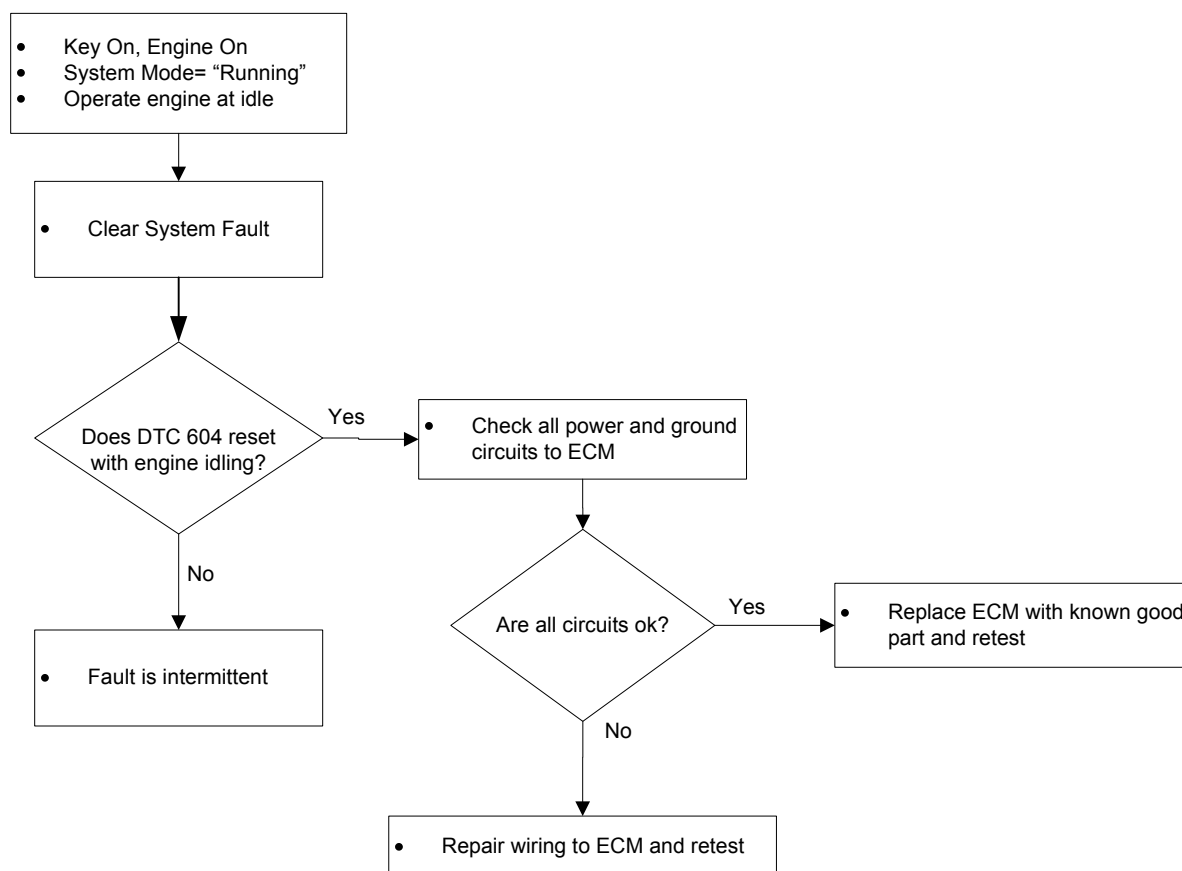 • Key On, Engine On
• System Mode= “Running”
• Operate engine at idle
• Clear System Fault
Does DTC 604 reset
with engine idling?
Yes
• Check all power and ground
circuits to ECM
No
• Fault is intermittent
Are all circuits ok?
Yes
• Replace ECM with known good
part and retest
No
• Repair wiring to ECM and retest